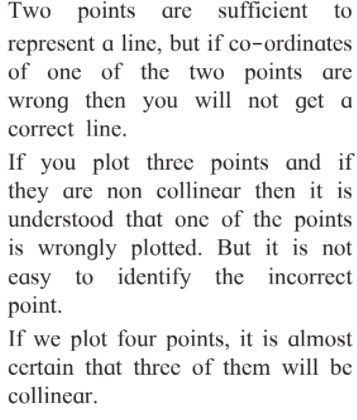 Two points are sufficient to
represent a line, but if co-ordinates
of one of the two points are
wrong then you will not get a
correct line.
If you plot three points and if
they are non collinear then it is
understood that one of the points
is wrongly plotted. But it is not
easy to identify the incorrect
point.
If we plot four points, it is almost
certain that three of them will be
collinear.